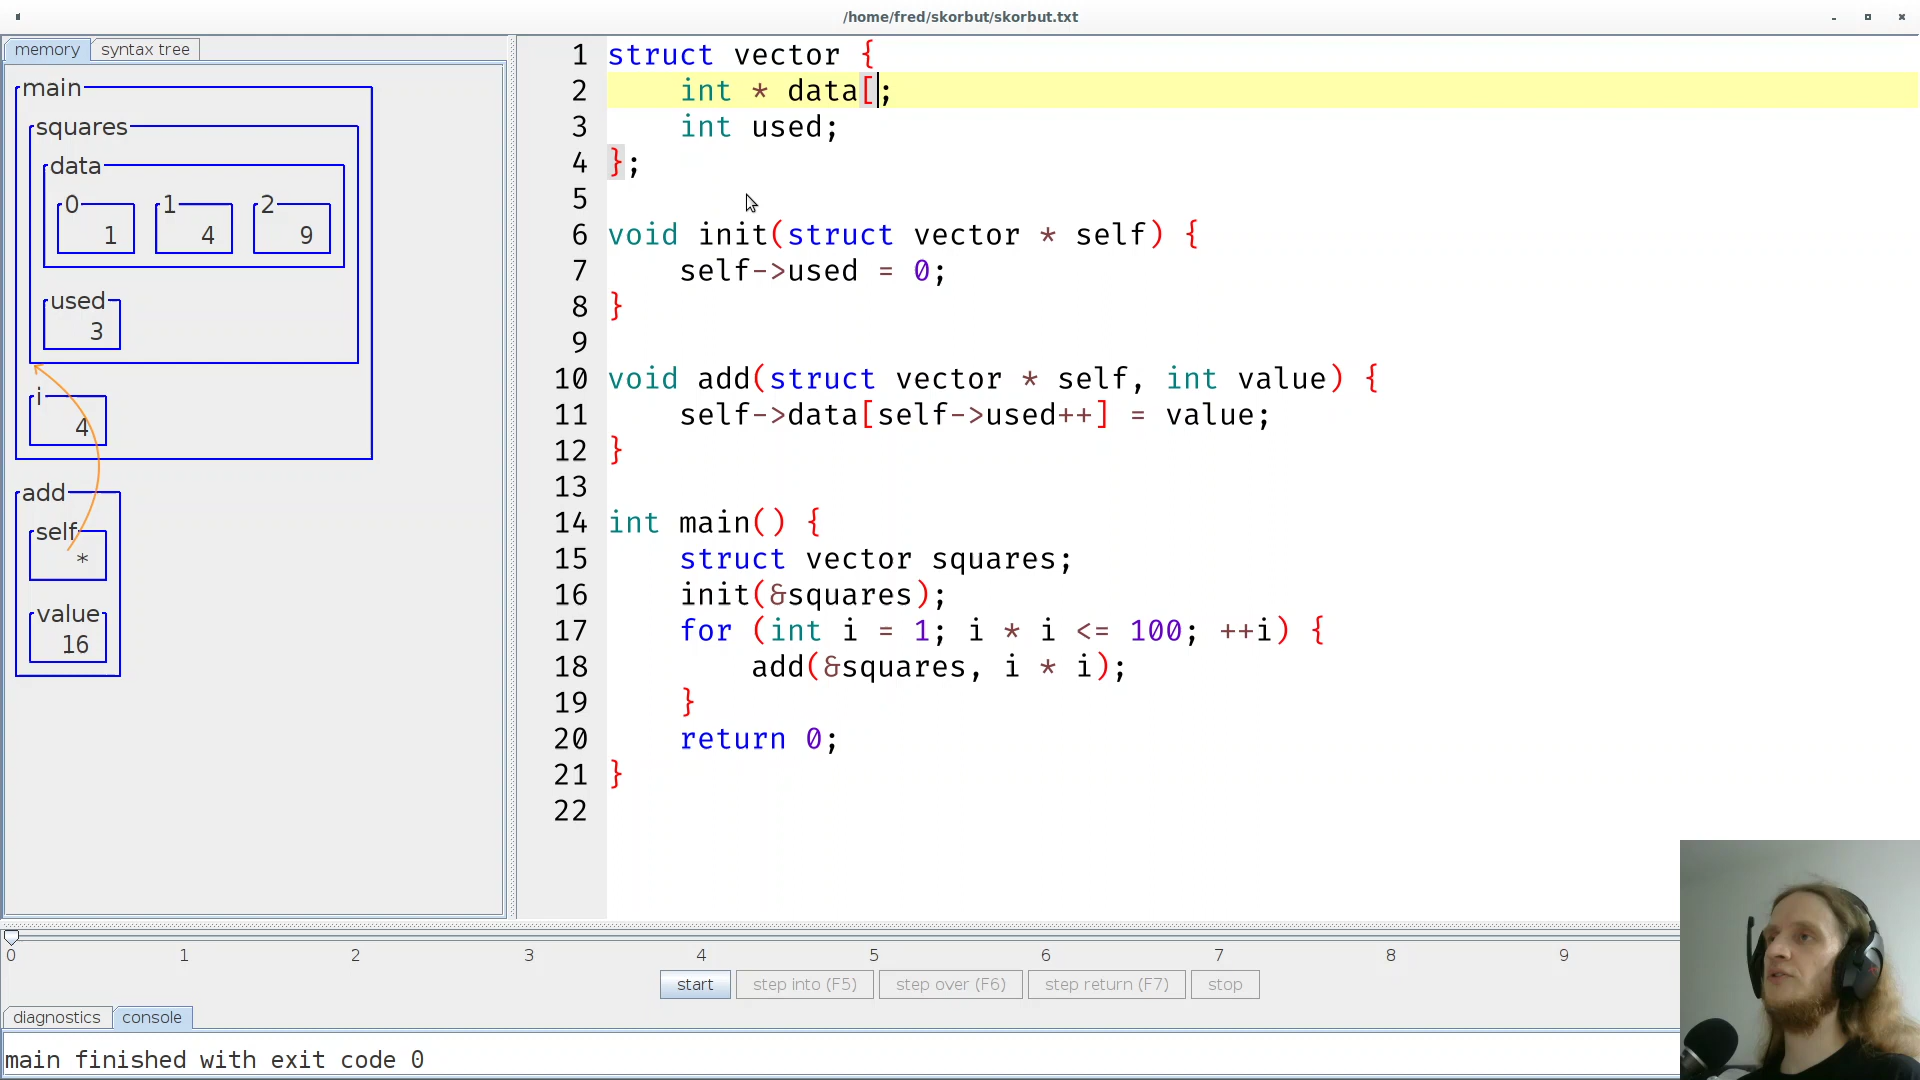 /home/fred/skorbut/skorbut.txt
memory
syntax tree
main
squares
data
0
1
2
1
4
9
used
3
i
4
add
self
*
value
16
1 struct vector {
2     int * data[;
3     int used;
4 };
5
6 void init(struct vector * self) {
7     self->used = 0;
8 }
9
10 void add(struct vector * self, int value) {
11     self->data[self->used++] = value;
12 }
13
14 int main() {
15     struct vector squares;
16     init(&squares);
17     for (int i = 1; i * i <= 100; ++i) {
18         add(&squares, i * i);
19     }
20     return 0;
21 }
22
0 1 2 3 4 5 6 7 8 9
start
step into (F5)
step over (F6)
step return (F7)
stop
diagnostics
console
main finished with exit code 0